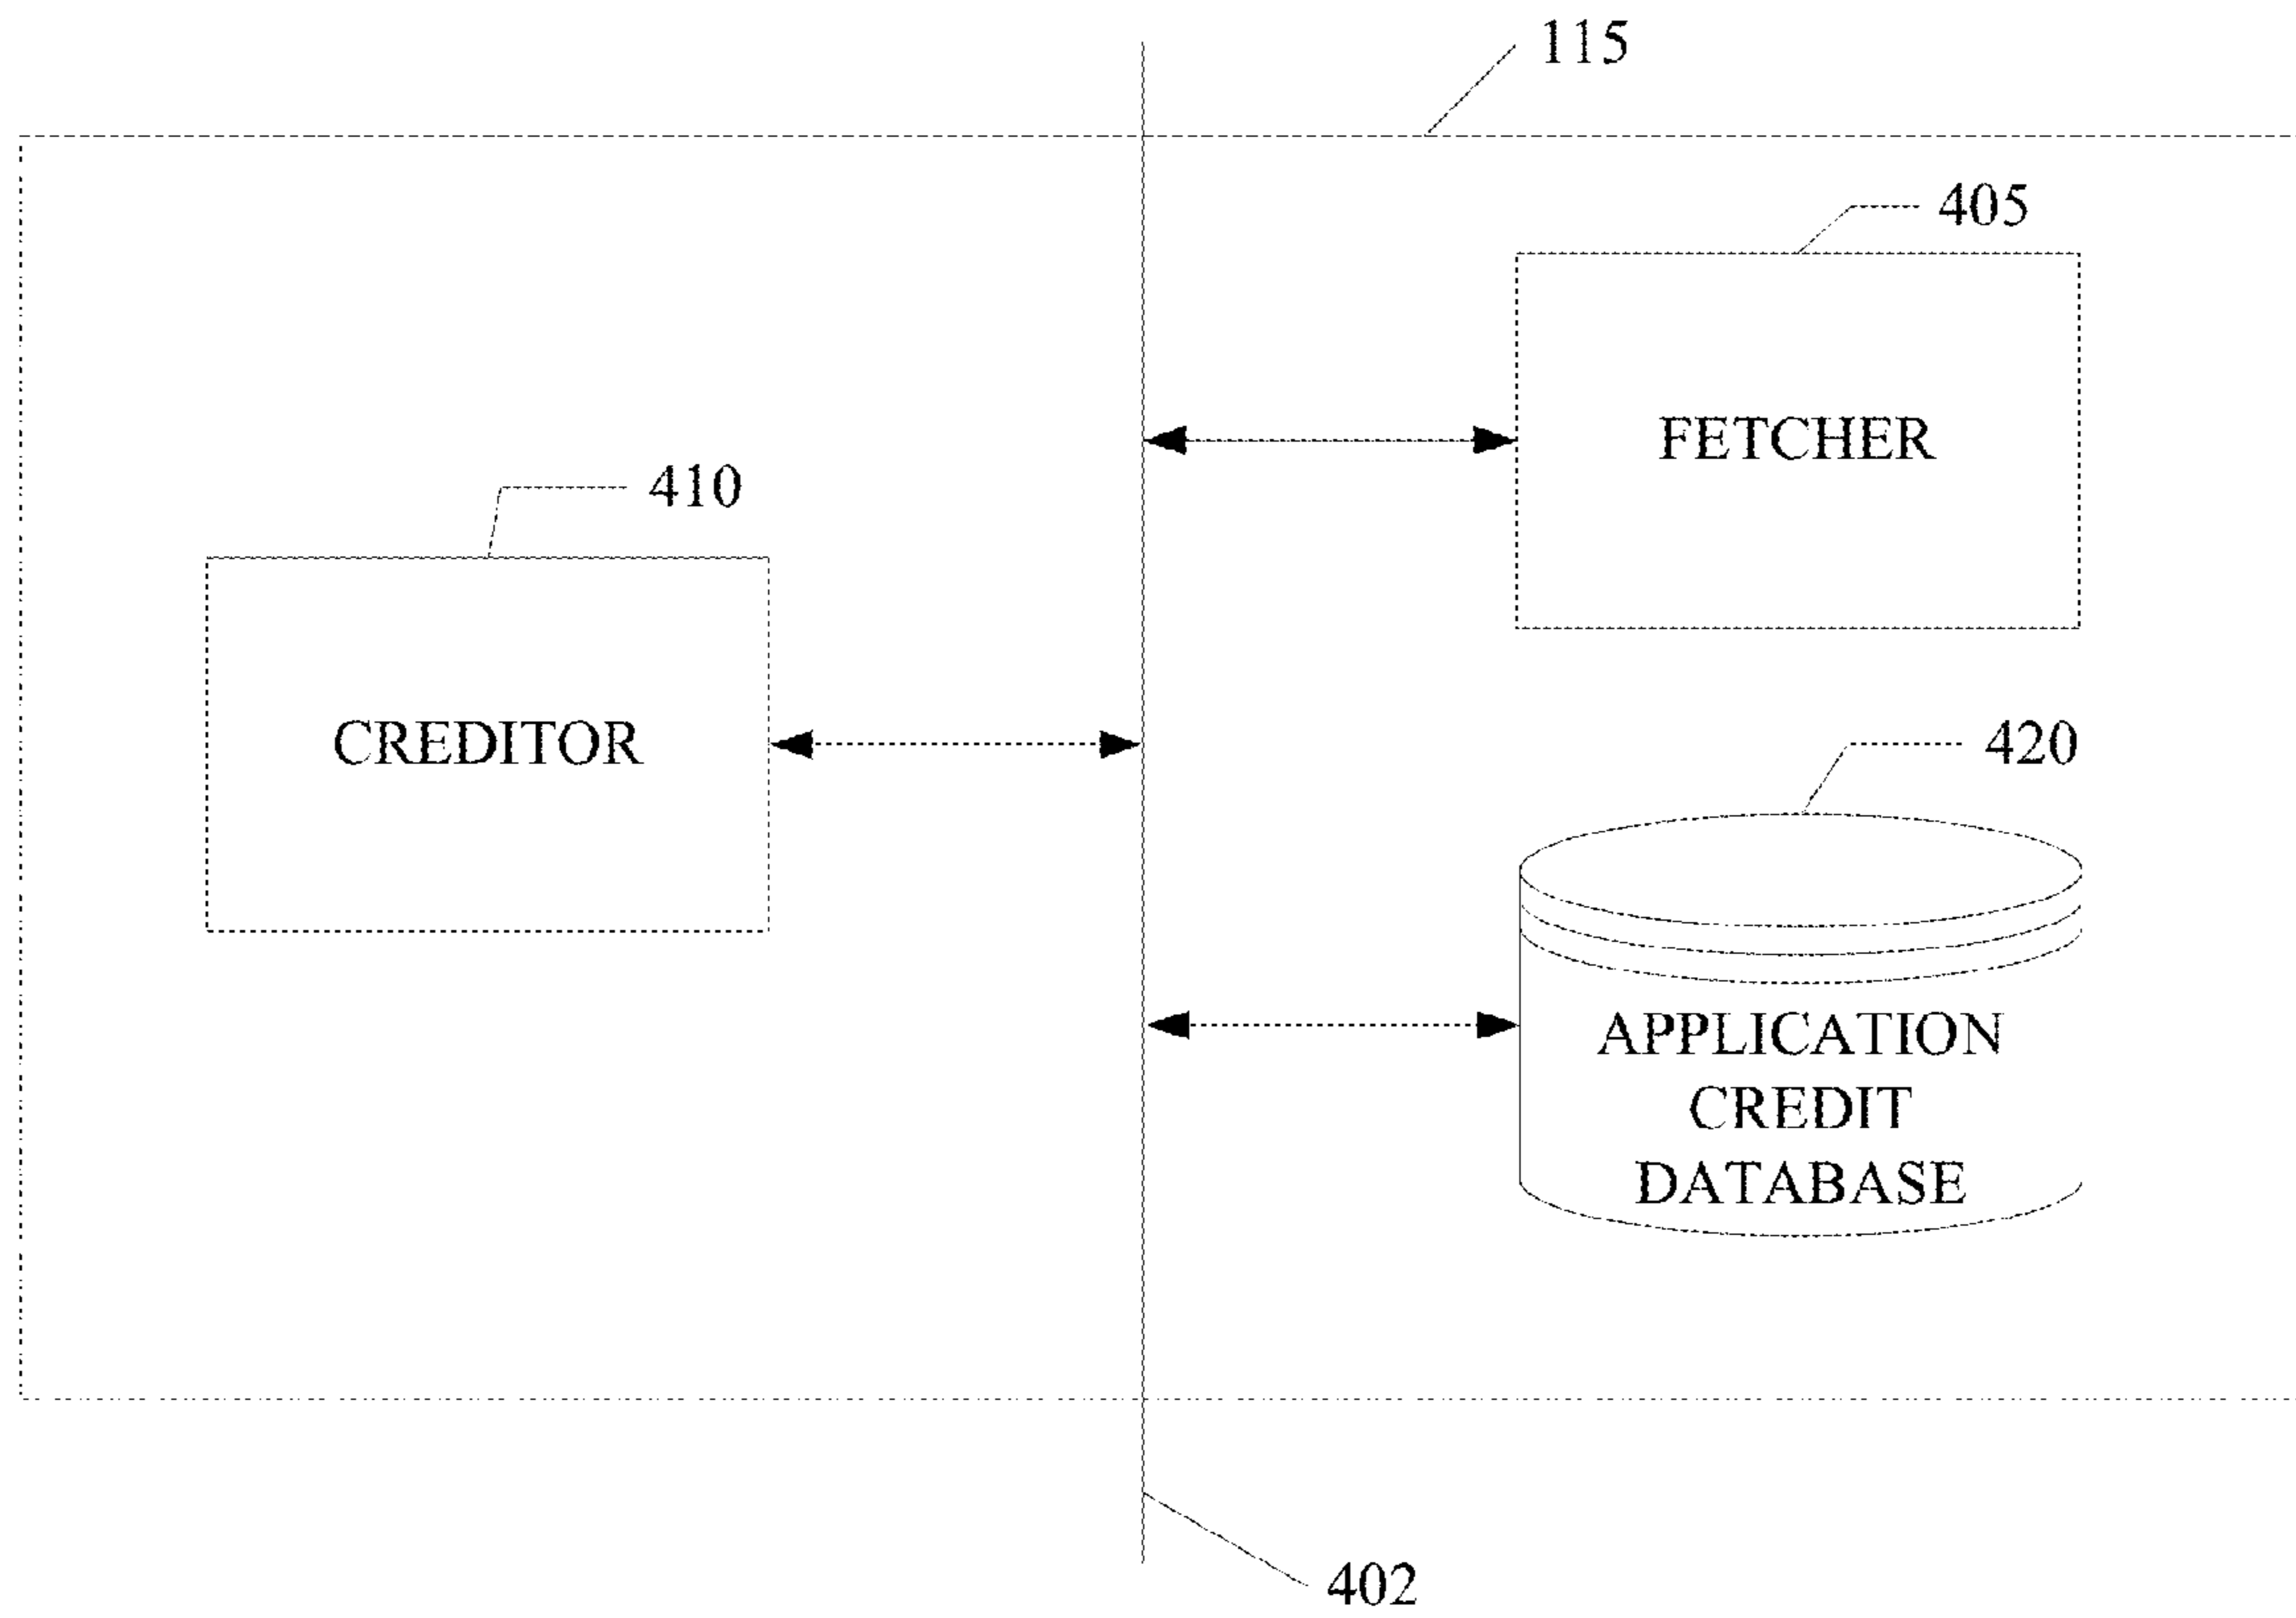 115
405
FETCHER
410
CREDITOR
420
APPLICATION
CREDIT
DATABASE
402